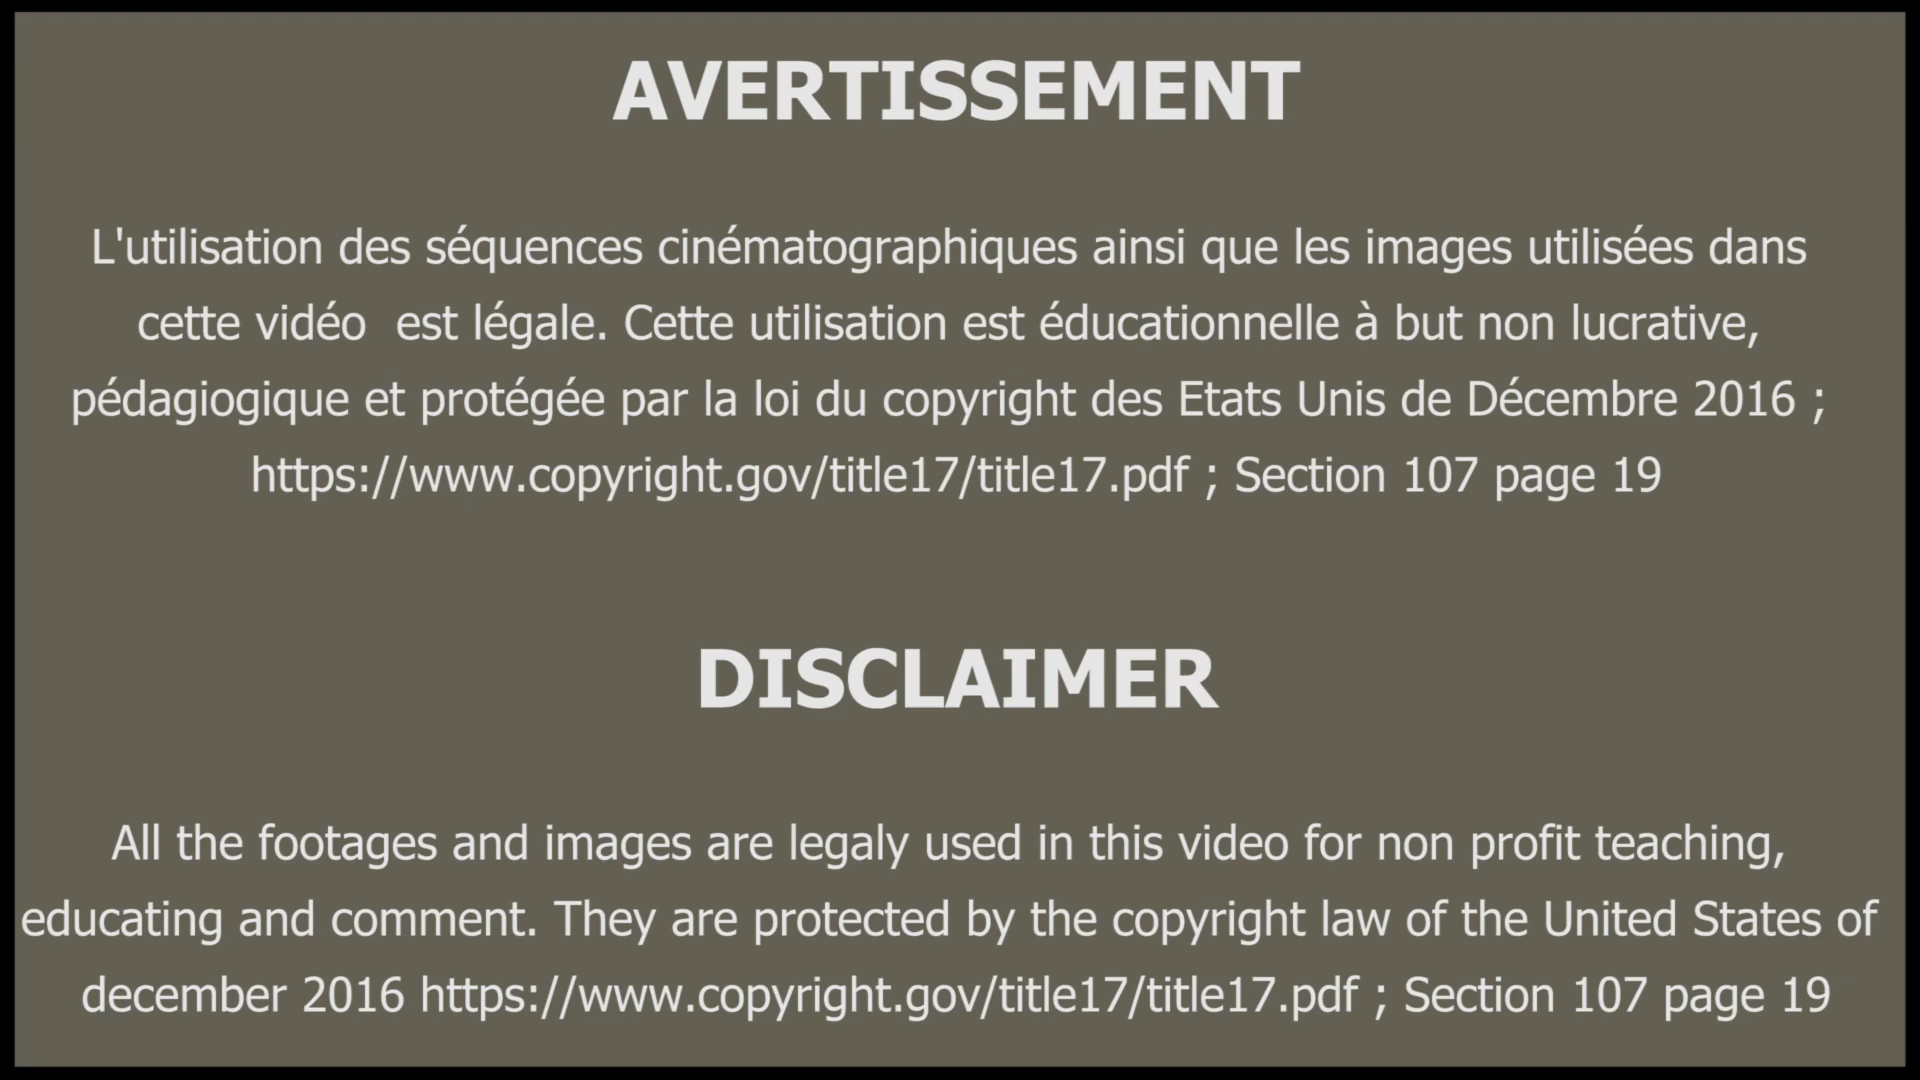 AVERTISSEMENT
L'utilisation des séquences cinématographiques ainsi que les images utilisées dans
cette vidéo  est légale. Cette utilisation est éducationnelle à but non lucrative,
pédagiogique et protégée par la loi du copyright des Etats Unis de Décembre 2016 ;
https://www.copyright.gov/title17/title17.pdf ; Section 107 page 19
DISCLAIMER
All the footages and images are legaly used in this video for non profit teaching,
educating and comment. They are protected by the copyright law of the United States of
december 2016 https://www.copyright.gov/title17/title17.pdf ; Section 107 page 19